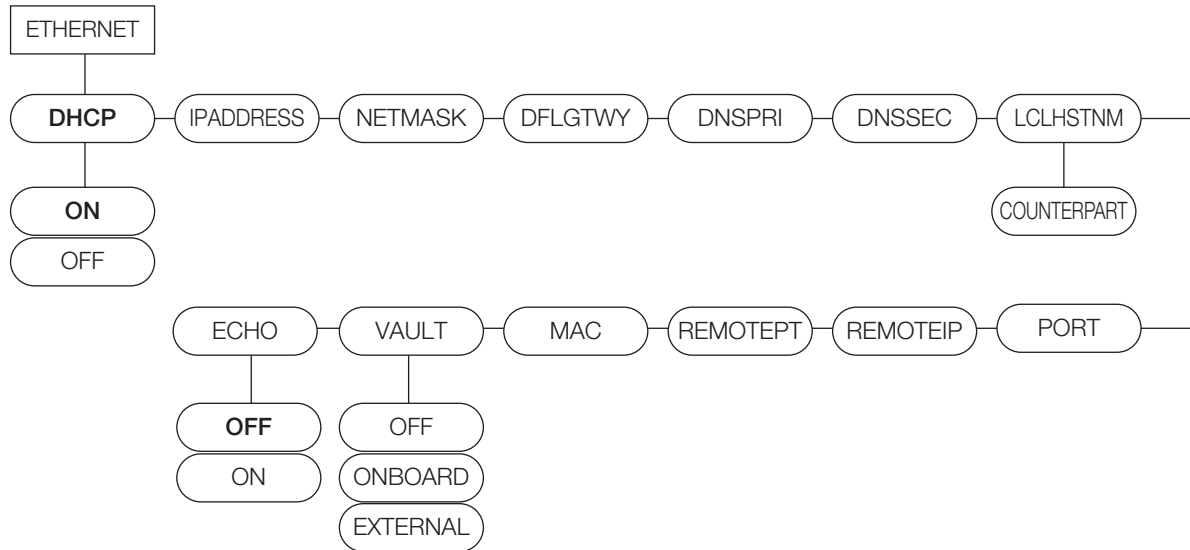 ETHERNET
DHCP IPADDRESS NETMASK DFLGTWY DNSPRI DNSSEC LCLHSTNM
ON COUNTERPART
OFF
ECHO VAULT MAC REMOTEPT REMOTEIP PORT
OFF OFF
ON ONBOARD
EXTERNAL